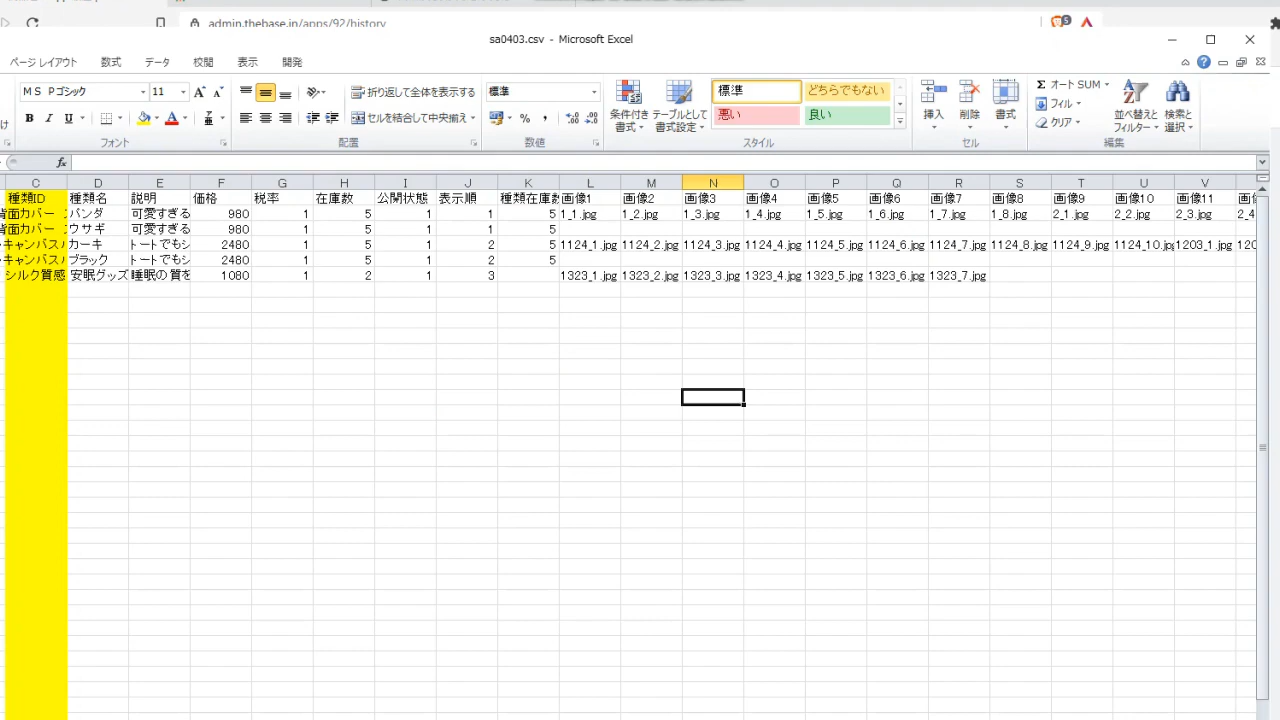 admin.thebase.in/apps/92/history
5
sa0403.csv - Microsoft Excel
ページ レイアウト 数式 データ 校閲 表示 開発
ＭＳ Ｐゴシック 11 折り返して全体を表示する 標準 標準 どちらでもない Σ オート SUM
B I U セルを結合して中央揃え % , 条件付き書式 テーブルとして書式設定 悪い 良い 挿入 削除 書式 フィル クリア 並べ替えとフィルター 検索と選択
フォント 配置 数値 スタイル セル 編集
fx
C D E F G H I J K L M N O P Q R S T U V
種類ID 種類名 説明 価格 税率 在庫数 公開状態 表示順 種類在庫数 画像1 画像2 画像3 画像4 画像5 画像6 画像7 画像8 画像9 画像10 画像11
背面カバー パンダ 可愛すぎる 980 1 5 1 1 5 1_1.jpg 1_2.jpg 1_3.jpg 1_4.jpg 1_5.jpg 1_6.jpg 1_7.jpg 1_8.jpg 2_1.jpg 2_2.jpg 2_3.jpg 2_4
背面カバー ウサギ 可愛すぎる 980 1 5 1 1 5
キャンバス カーキ トートでもシ 2480 1 5 1 2 5 1124_1.jpg 1124_2.jpg 1124_3.jpg 1124_4.jpg 1124_5.jpg 1124_6.jpg 1124_7.jpg 1124_8.jpg 1124_9.jpg 1124_10.jpg 1203_1.jpg 120
キャンバス ブラック トートでもシ 2480 1 5 1 2 5
シルク質感 安眠グッズ 睡眠の質を 1080 1 2 1 3 1323_1.jpg 1323_2.jpg 1323_3.jpg 1323_4.jpg 1323_5.jpg 1323_6.jpg 1323_7.jpg